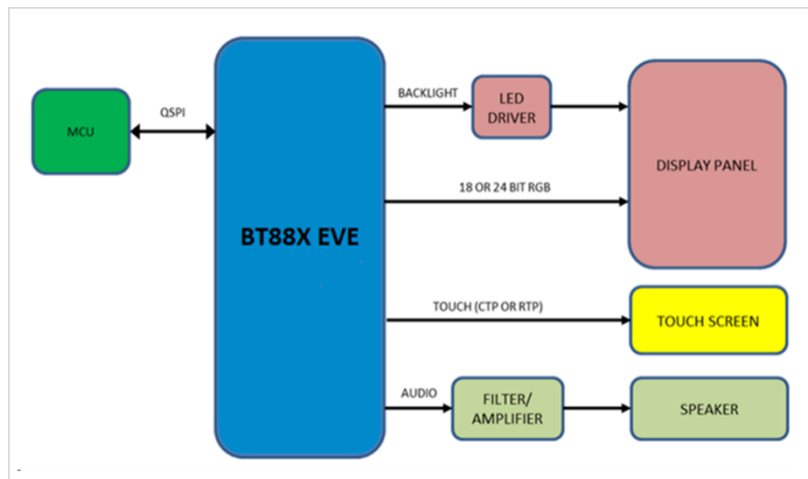 MCU
QSPI
BT88X EVE
BACKLIGHT
LED
DRIVER
18 OR 24 BIT RGB
DISPLAY PANEL
TOUCH (CTP OR RTP)
TOUCH SCREEN
AUDIO
FILTER/
AMPLIFIER
SPEAKER